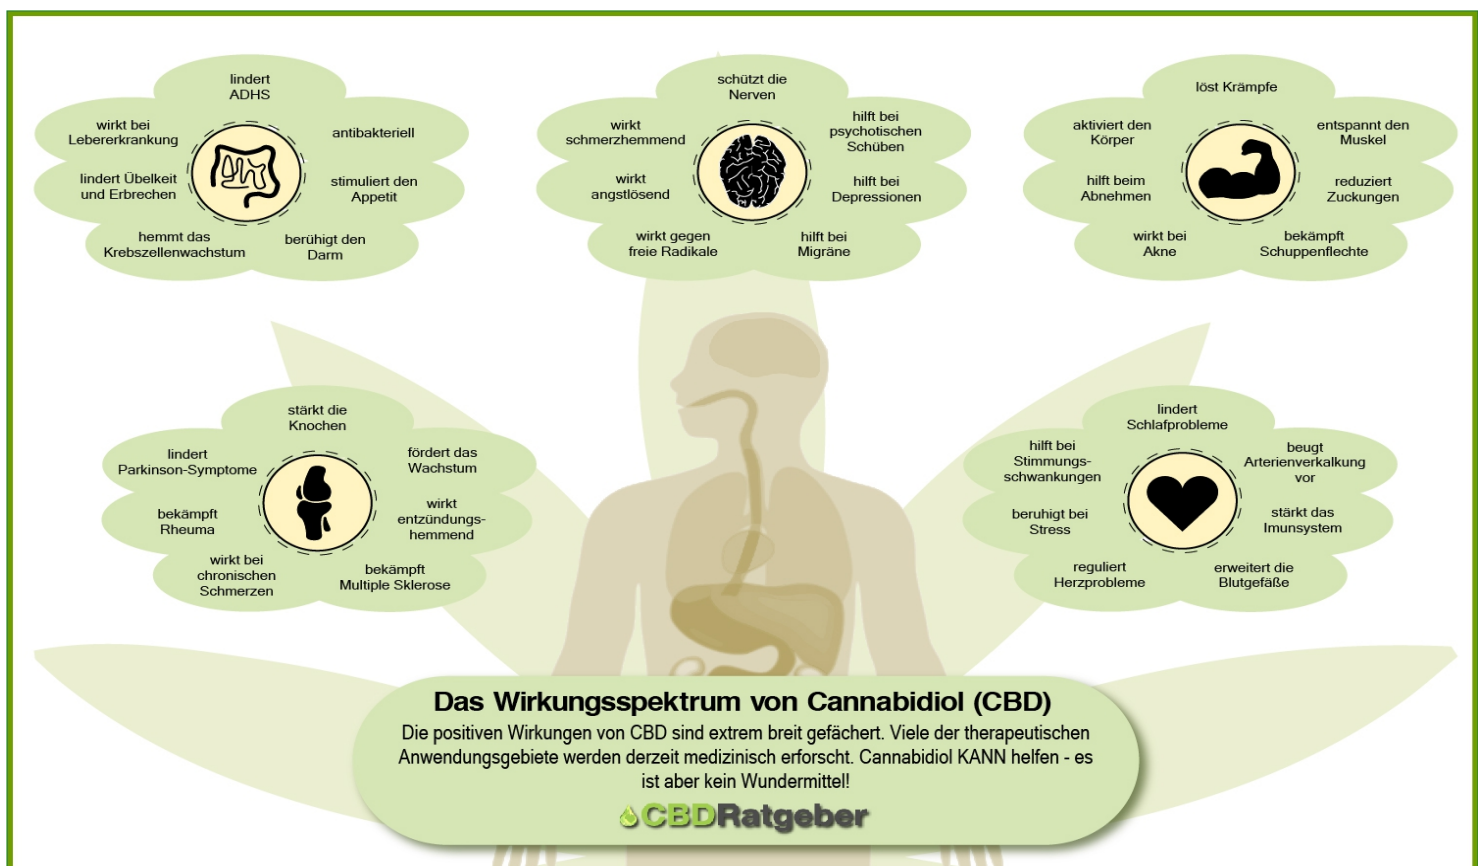 lindert
ADHS
wirkt bei
Lebererkrankung
antibakteriell
lindert Übelkeit
und Erbrechen
stimuliert den
Appetit
hemmt das
Krebszellenwachstum
berühigt den
Darm
schützt die
Nerven
wirkt
schmerzhemmend
hilft bei
psychotischen
Schüben
wirkt
angstlösend
hilft bei
Depressionen
wirkt gegen
freie Radikale
hilft bei
Migräne
löst Krämpfe
aktiviert den
Körper
entspannt den
Muskel
hilft beim
Abnehmen
reduziert
Zuckungen
wirkt bei
Akne
bekämpft
Schuppenflechte
stärkt die
Knochen
lindert
Parkinson-Symptome
fördert das
Wachstum
bekämpft
Rheuma
wirkt
entzündungs-
hemmend
wirkt bei
chronischen
Schmerzen
bekämpft
Multiple Sklerose
lindert
Schlafprobleme
hilft bei
Stimmungs-
schwankungen
beugt
Arterienverkalkung
vor
beruhigt bei
Stress
stärkt das
Imunsystem
reguliert
Herzprobleme
erweitert die
Blutgefäße
Das Wirkungsspektrum von Cannabidiol (CBD)
Die positiven Wirkungen von CBD sind extrem breit gefächert. Viele der therapeutischen
Anwendungsgebiete werden derzeit medizinisch erforscht. Cannabidiol KANN helfen - es
ist aber kein Wundermittel!
CBDRatgeber